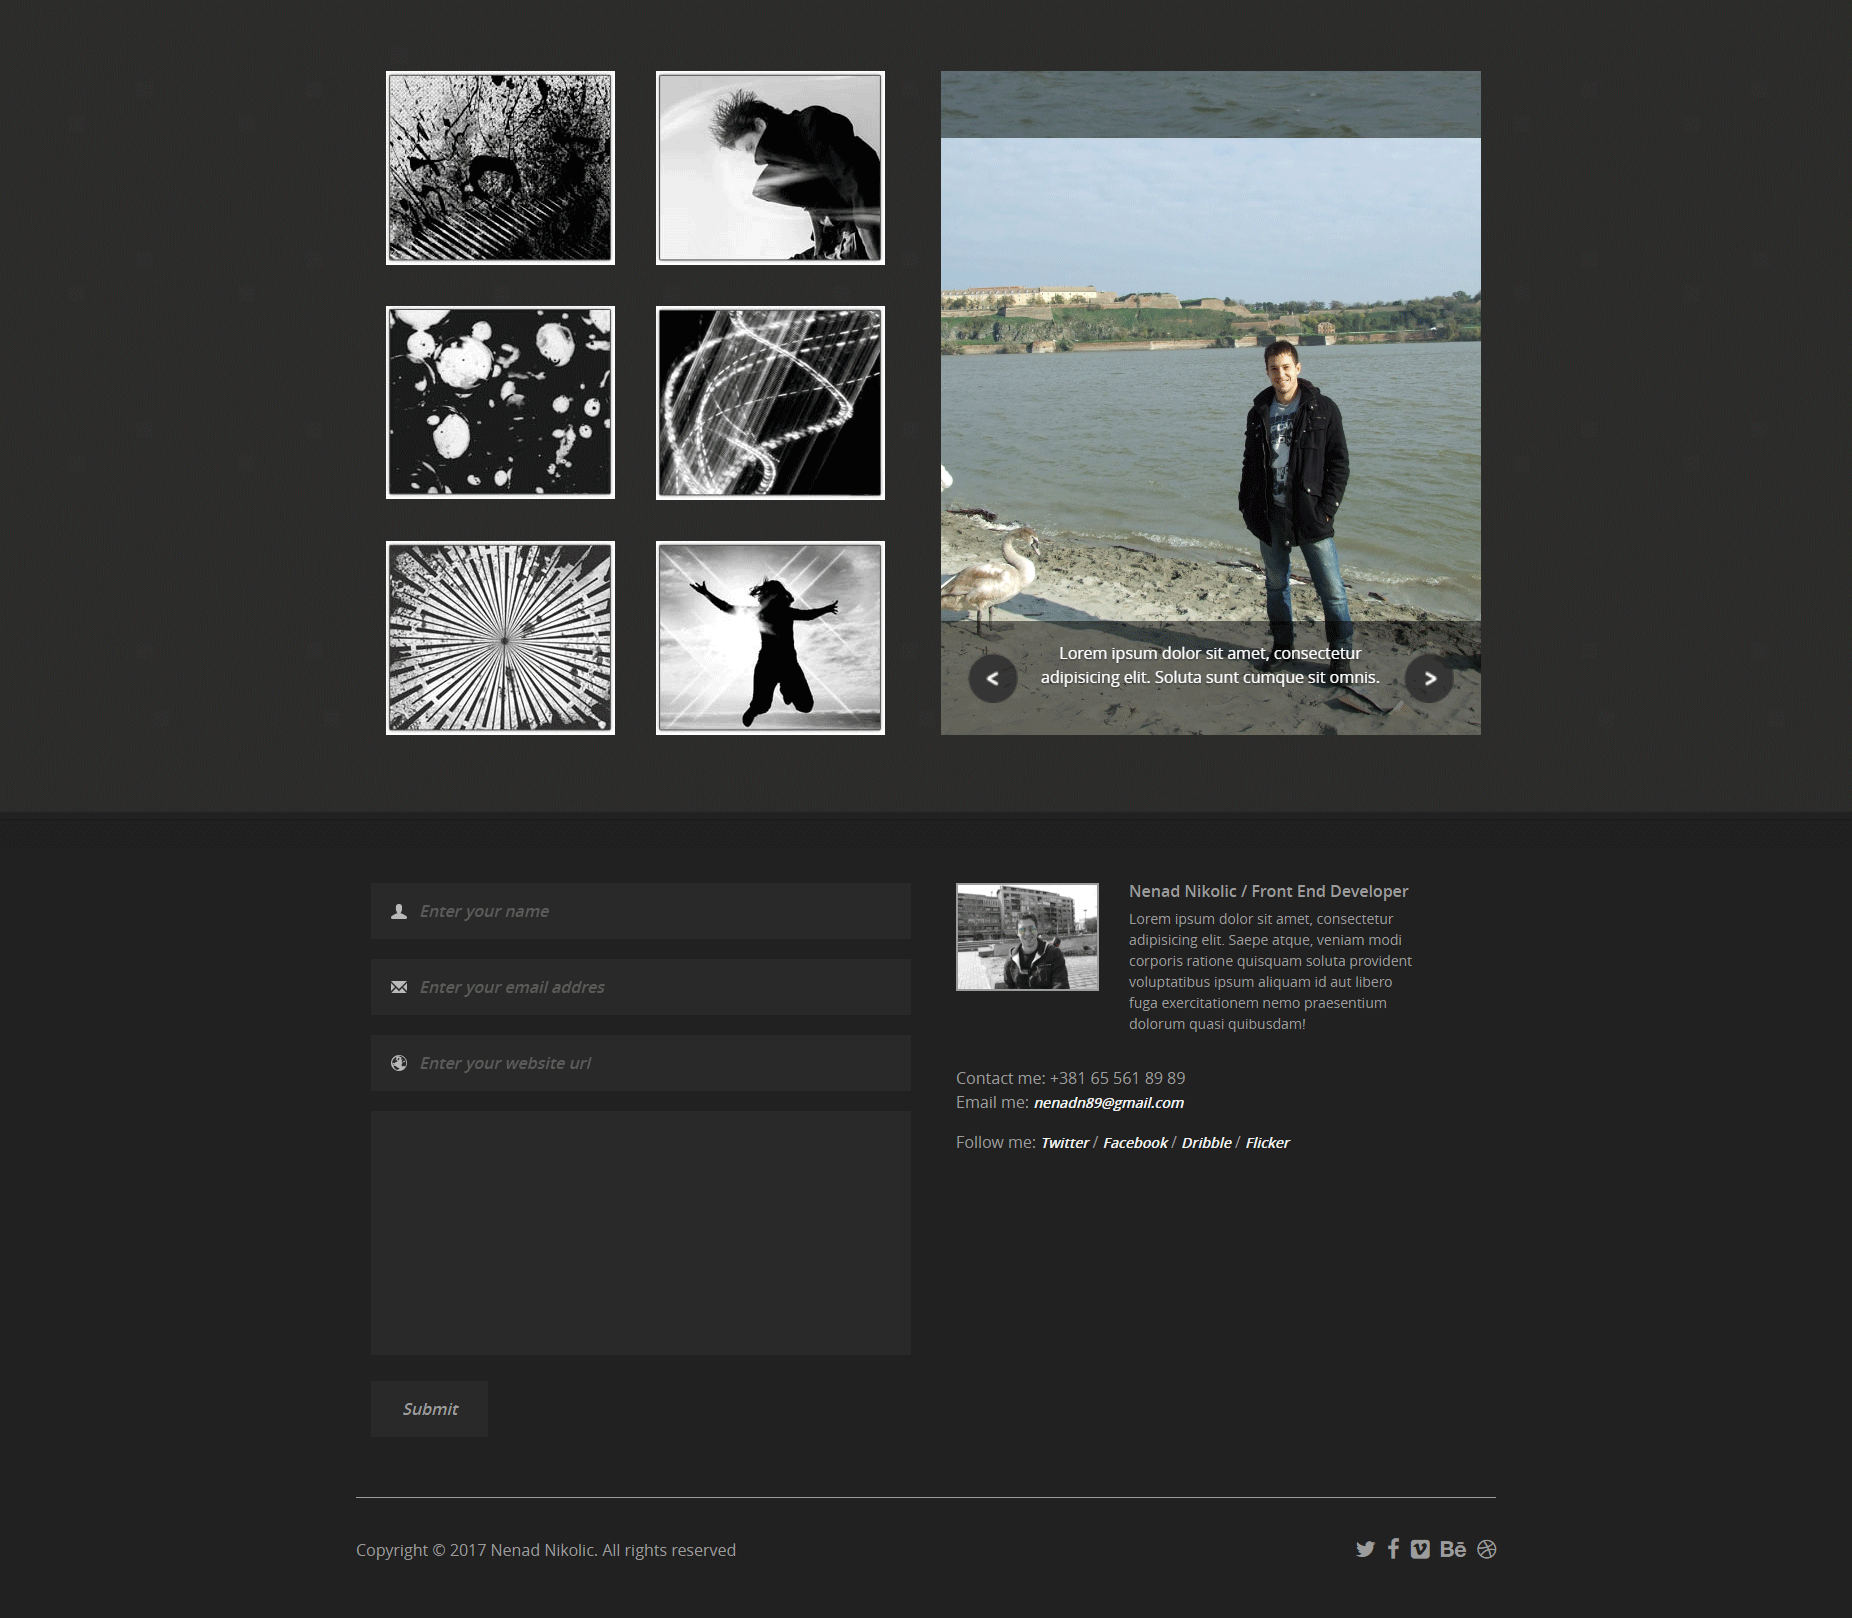 Lorem ipsum dolor sit amet, consectetur
adipisicing elit. Soluta sunt cumque sit omnis.
Enter your name
Enter your email addres
Enter your website url
Submit
Nenad Nikolic / Front End Developer
Lorem ipsum dolor sit amet, consectetur
adipisicing elit. Saepe atque, veniam modi
corporis ratione quisquam soluta provident
voluptatibus ipsum aliquam id aut libero
fuga exercitationem nemo praesentium
dolorum quasi quibusdam!
Contact me: +381 65 561 89 89
Email me: nenadn89@gmail.com
Follow me: Twitter / Facebook / Dribble / Flicker
Copyright © 2017 Nenad Nikolic. All rights reserved
Bē